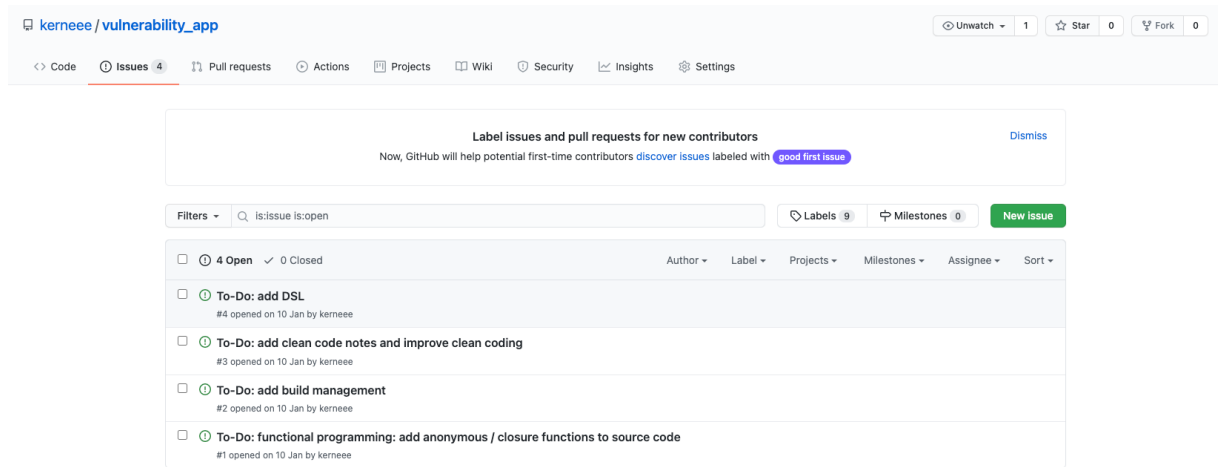 kerneee / vulnerability_app
Unwatch 1 Star 0 Fork 0
Code Issues 4 Pull requests Actions Projects Wiki Security Insights Settings
Label issues and pull requests for new contributors
Dismiss
Now, GitHub will help potential first-time contributors discover issues labeled with good first issue
Filters is:issue is:open Labels 9 Milestones 0 New issue
4 Open 0 Closed Author Label Projects Milestones Assignee Sort
To-Do: add DSL
#4 opened on 10 Jan by kerneee
To-Do: add clean code notes and improve clean coding
#3 opened on 10 Jan by kerneee
To-Do: add build management
#2 opened on 10 Jan by kerneee
To-Do: functional programming: add anonymous / closure functions to source code
#1 opened on 10 Jan by kerneee